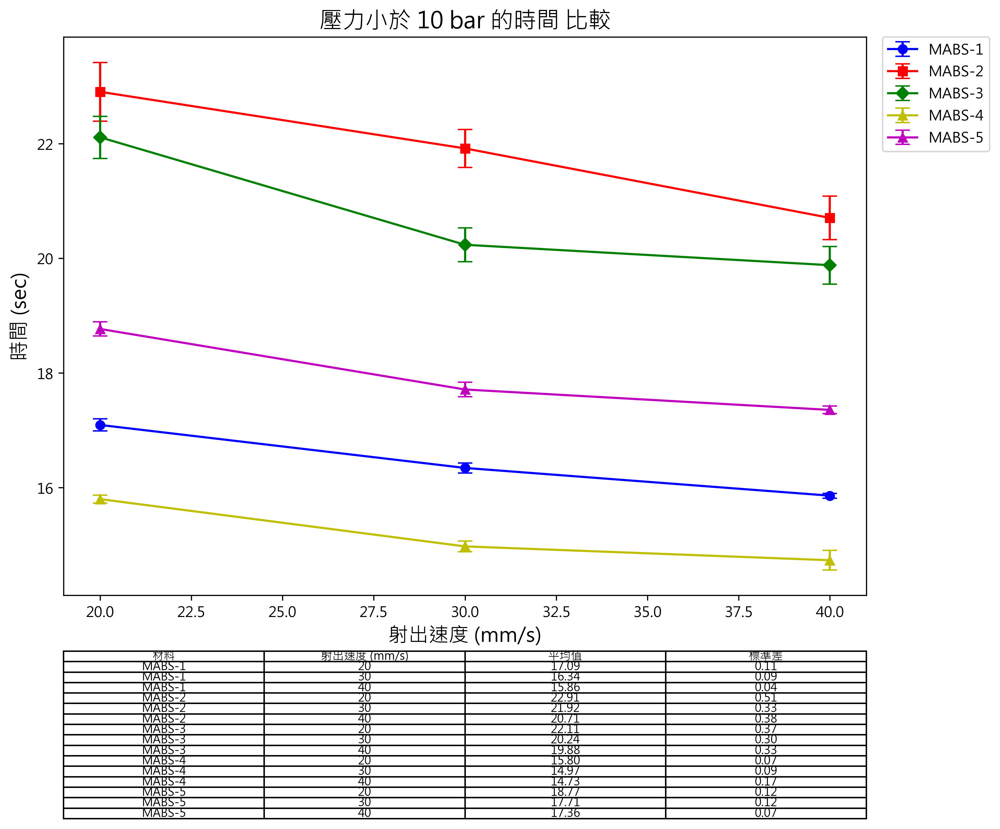 壓力小於 10 bar 的時間 比較
MABS-1
MABS-2
MABS-3
MABS-4
MABS-5
時間 (sec)
22
20
18
16
20.0 22.5 25.0 27.5 30.0 32.5 35.0 37.5 40.0
射出速度 (mm/s)
材料 射出速度 (mm/s) 平均值 標準差
MABS-1 20 17.09 0.11
MABS-1 30 16.34 0.09
MABS-1 40 15.86 0.04
MABS-2 20 22.91 0.51
MABS-2 30 21.92 0.33
MABS-2 40 20.71 0.38
MABS-3 20 22.11 0.37
MABS-3 30 20.24 0.30
MABS-3 40 19.88 0.33
MABS-4 20 15.80 0.07
MABS-4 30 14.97 0.09
MABS-4 40 14.73 0.17
MABS-5 20 18.77 0.12
MABS-5 30 17.71 0.12
MABS-5 40 17.36 0.07